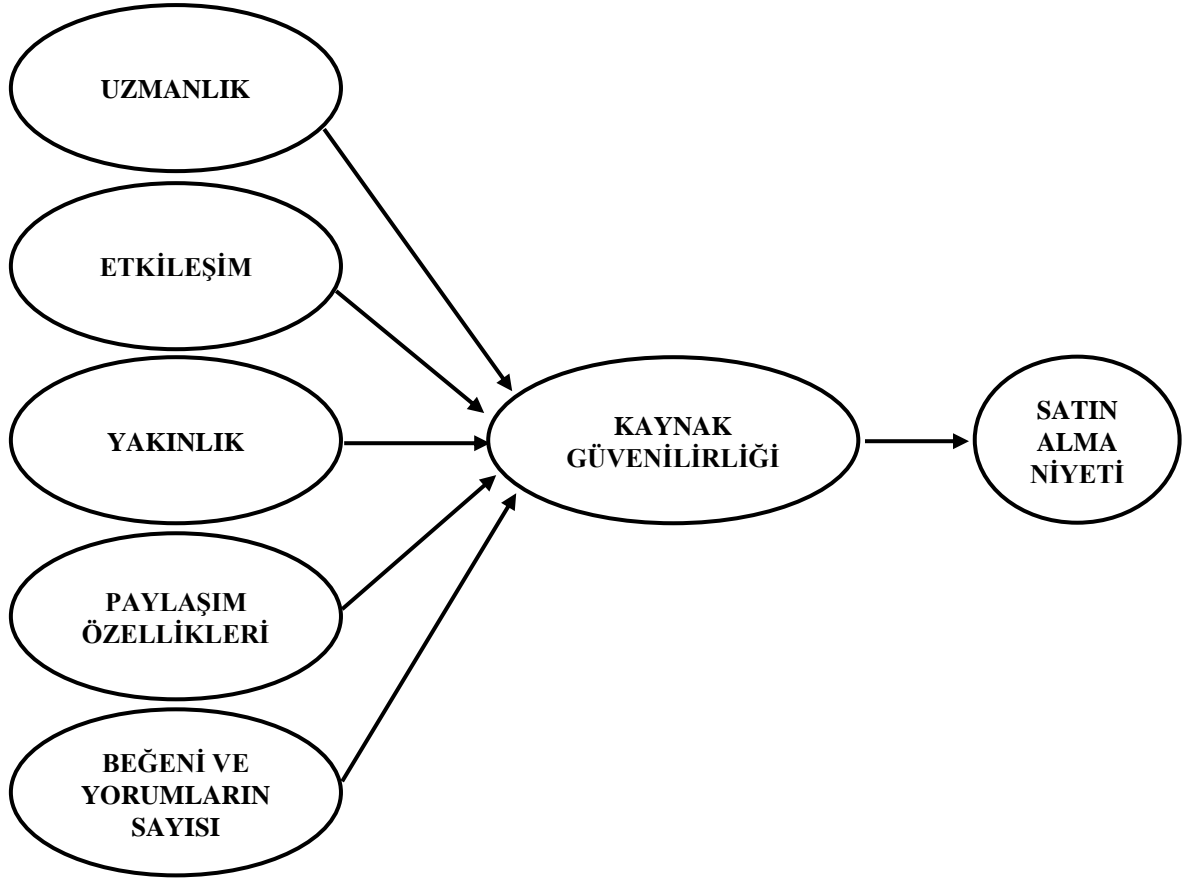 UZMANLIK
ETKİLEŞİM
YAKINLIK
PAYLAŞIM
ÖZELLİKLERİ
BEĞENİ VE
YORUMLARIN
SAYISI
KAYNAK
GÜVENİLİRLİĞİ
SATIN
ALMA
NİYETİ